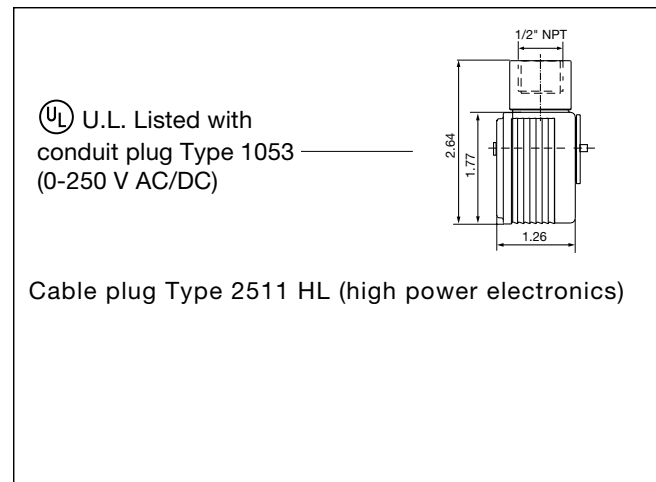 1/2" NPT
UL U.L. Listed with
conduit plug Type 1053
(0-250 V AC/DC)
2.64
1.77
1.26
Cable plug Type 2511 HL (high power electronics)